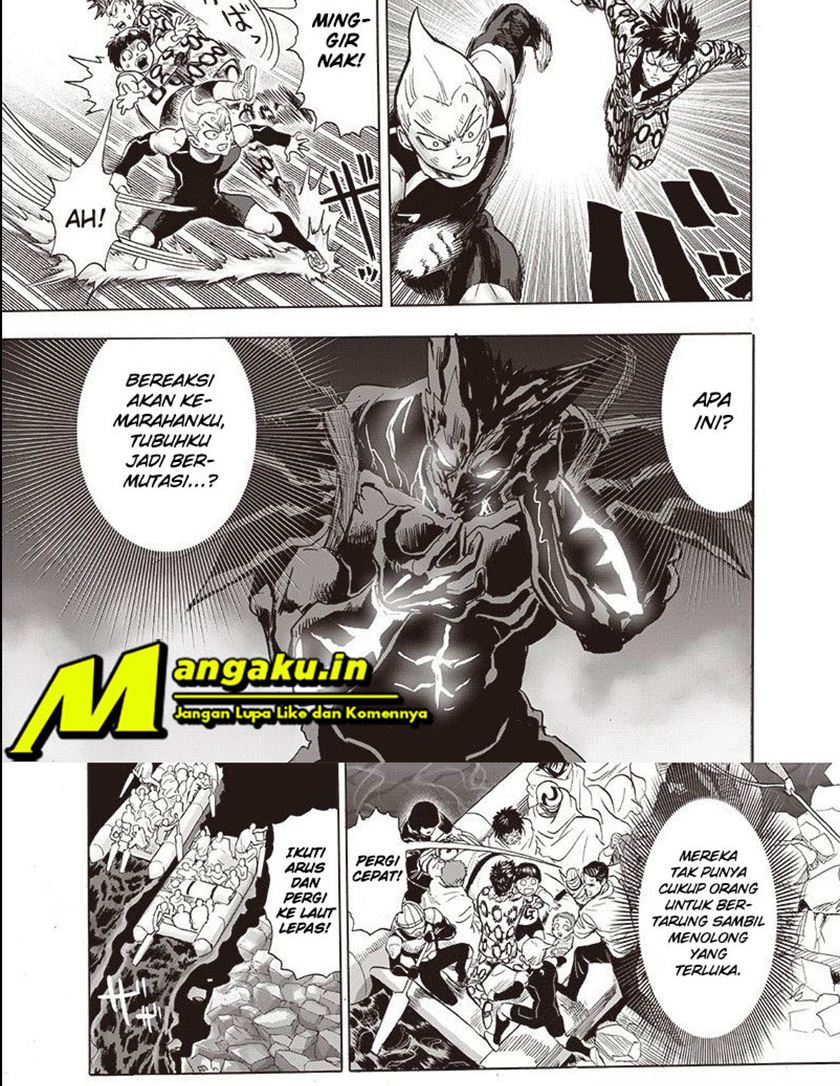 MING-
GIR
NAK!
AH!
APA
INI?
BEREAKSI
AKAN KE-
MARAHANKU,
TUBUHKU
JADI BER-
MUTASI...?
Mangaku.in
Jangan Lupa Like dan Komennya
MEREKA
TAK PUNYA
CUKUP ORANG
UNTUK BER-
TARUNG SAMBIL
MENOLONG
YANG
TERLUKA.
PERGI
CEPAT!
IKUTI
ARUS
DAN
PERGI
KE LAUT
LEPAS!